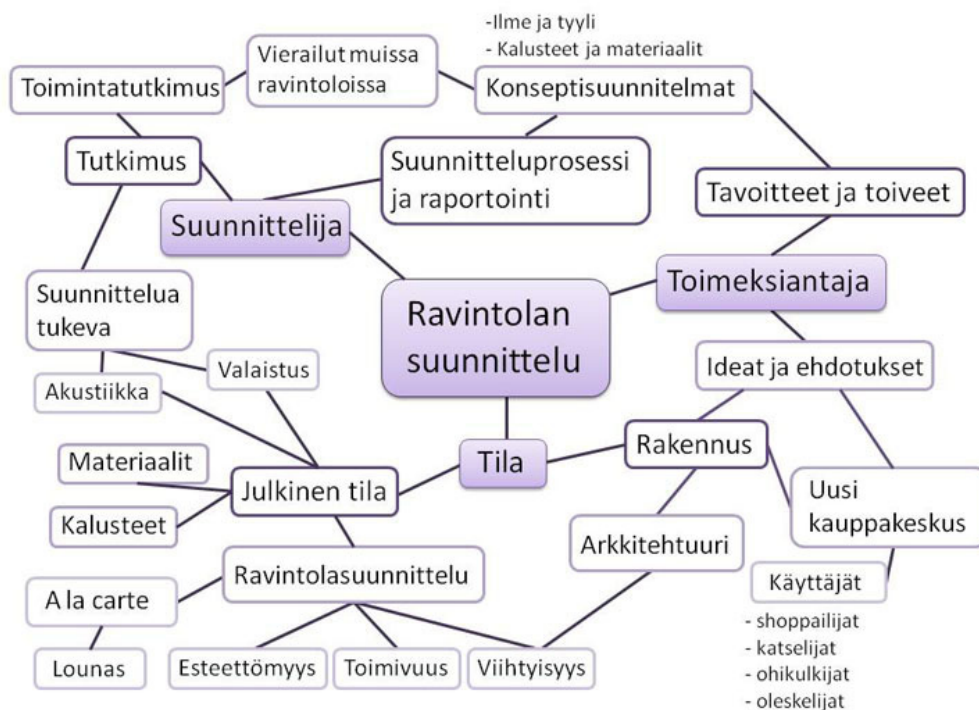 -Ilme ja tyyli
- Kalusteet ja materiaalit
Vierailut muissa
ravintoloissa
Toimintatutkimus
Konseptisuunnitelmat
Tutkimus
Suunnitteluprosessi
ja raportointi
Tavoitteet ja toiveet
Suunnittelija
Toimeksiantaja
Ravintolan
suunnittelu
Suunnittelua
tukeva
Valaistus
Akustiikka
Ideat ja ehdotukset
Materiaalit
Tila
Rakennus
Julkinen tila
Kalusteet
Uusi
kauppakeskus
Arkkitehtuuri
Ravintolasuunnittelu
A la carte
Käyttäjät
- shoppailijat
- katselijat
- ohikulkijat
- oleskelijat
Lounas
Esteettömyys
Toimivuus
Viihtyisyys